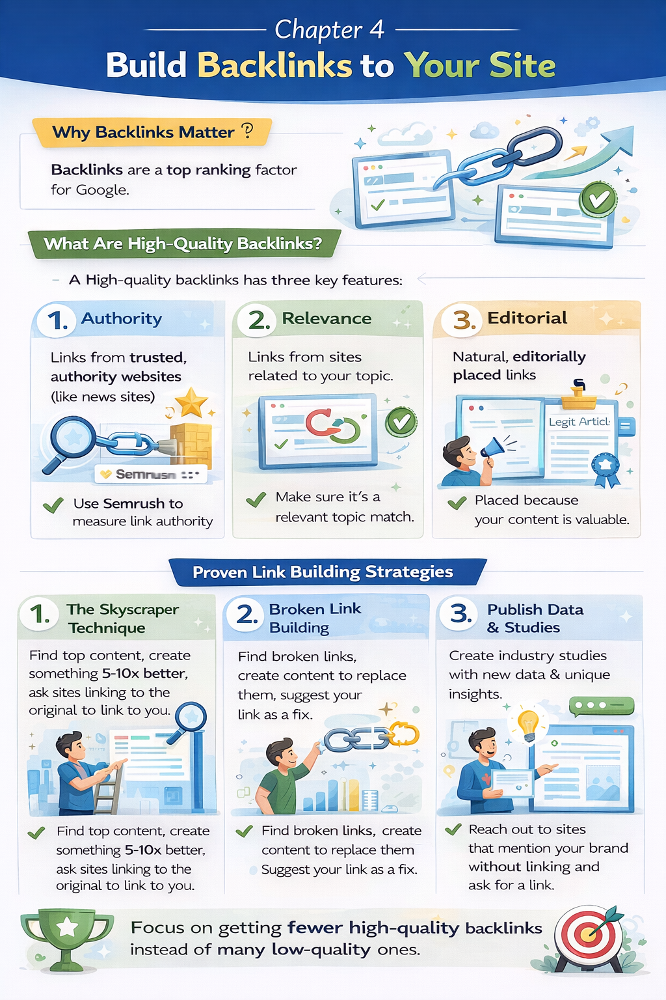 Chapter 4
Build Backlinks to Your Site
Why Backlinks Matter ?
Backlinks are a top ranking factor
for Google.
What Are High-Quality Backlinks?
– A High-quality backlinks has three key features:
1. Authority
Links from trusted,
authority websites
(like news sites)
Use Semrush to
measure link authority
2. Relevance
Links from sites
related to your topic.
Make sure it's a
relevant topic match.
3. Editorial
Natural, editorially
placed links
Legit Articl
Placed because
your content is valuable.
Proven Link Building Strategies
1. The Skyscraper
Technique
Find top content, create
something 5-10x better,
ask sites linking to the
original to link to you.
Find top content, create
something 5-10x better,
ask sites linking to the
original to link to you.
2. Broken Link
Building
Find broken links,
create content to replace
them, suggest your
link as a fix.
Find broken links, create
content to replace them
Suggest your link as a fix.
3. Publish Data
& Studies
Create industry studies
with new data & unique
insights.
Reach out to sites
that mention your brand
without linking and
ask for a link.
Focus on getting fewer high-quality backlinks
instead of many low-quality ones.